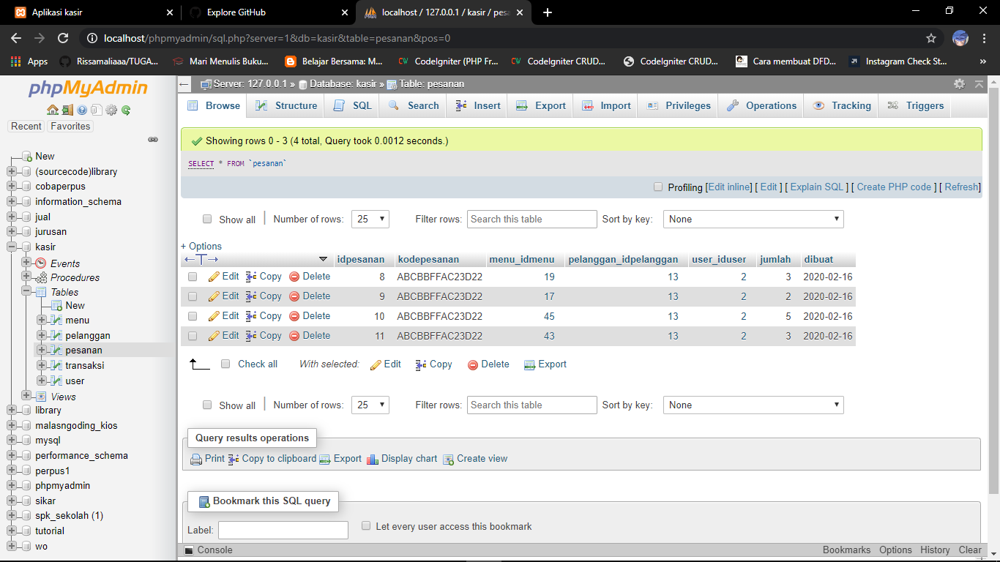 Aplikasi kasir
Explore GitHub
localhost / 127.0.0.1 / kasir / pesa
localhost/phpmyadmin/sql.php?server=1&db=kasir&table=pesanan&pos=0
Apps Rissamaliaaa/TUGA... Mari Menulis Buku... Belajar Bersama: M... CodeIgniter (PHP Fr... CodeIgniter CRUD... CodeIgniter CRUD... Cara membuat DFD... Instagram Check St... »
phpMyAdmin
Recent Favorites
New
(sourcecode)library
cobaperpus
information_schema
jual
jurusan
kasir
Events
Procedures
Tables
New
menu
pelanggan
pesanan
transaksi
user
Views
library
malasngoding_kios
mysql
performance_schema
perpus1
phpmyadmin
sikar
spk_sekolah (1)
tutorial
wo
Server: 127.0.0.1 » Database: kasir » Table: pesanan
Browse Structure SQL Search Insert Export Import Privileges Operations Tracking Triggers
Showing rows 0 - 3 (4 total, Query took 0.0012 seconds.)
SELECT * FROM `pesanan`
Profiling [Edit inline] [ Edit ] [ Explain SQL ] [ Create PHP code ] [ Refresh]
Show all | Number of rows: 25 Filter rows: Search this table Sort by key: None
+ Options
idpesanan kodepesanan menu_idmenu pelanggan_idpelanggan user_iduser jumlah dibuat
Edit Copy Delete 8 ABCBBFFAC23D22 19 13 2 3 2020-02-16
Edit Copy Delete 9 ABCBBFFAC23D22 17 13 2 2 2020-02-16
Edit Copy Delete 10 ABCBBFFAC23D22 45 13 2 5 2020-02-16
Edit Copy Delete 11 ABCBBFFAC23D22 43 13 2 3 2020-02-16
Check all With selected: Edit Copy Delete Export
Show all | Number of rows: 25 Filter rows: Search this table Sort by key: None
Query results operations
Print Copy to clipboard Export Display chart Create view
Bookmark this SQL query
Label: Let every user access this bookmark
Console Bookmarks Options History Clear